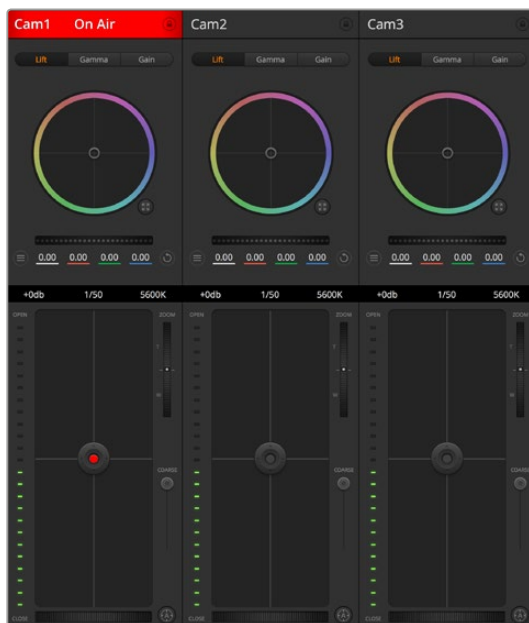 Cam1 On Air Cam2 Cam3
Lift Gamma Gain Lift Gamma Gain Lift Gamma Gain
0.00 0.00 0.00 0.00 0.00 0.00 0.00 0.00 0.00 0.00 0.00 0.00
+0db 1/50 5600K +0db 1/50 5600K +0db 1/50 5600K
OPEN ZOOM OPEN ZOOM OPEN ZOOM
T T T
W W W
COARSE COARSE COARSE
CLOSE A CLOSE A CLOSE A